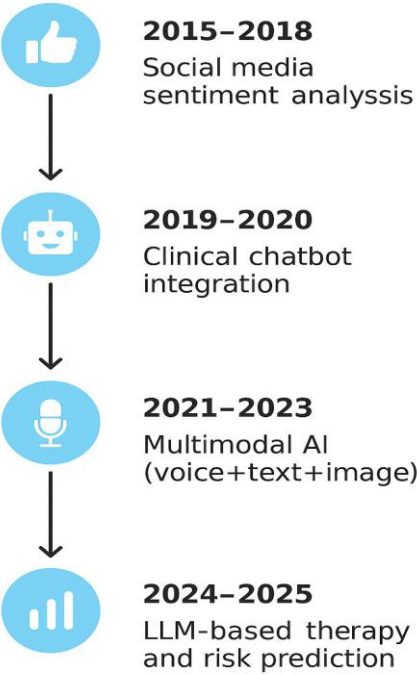 2015–2018
Social media
sentiment analyssis
2019–2020
Clinical chatbot
integration
2021–2023
Multimodal AI
(voice+text+image)
2024–2025
LLM-based therapy
and risk prediction